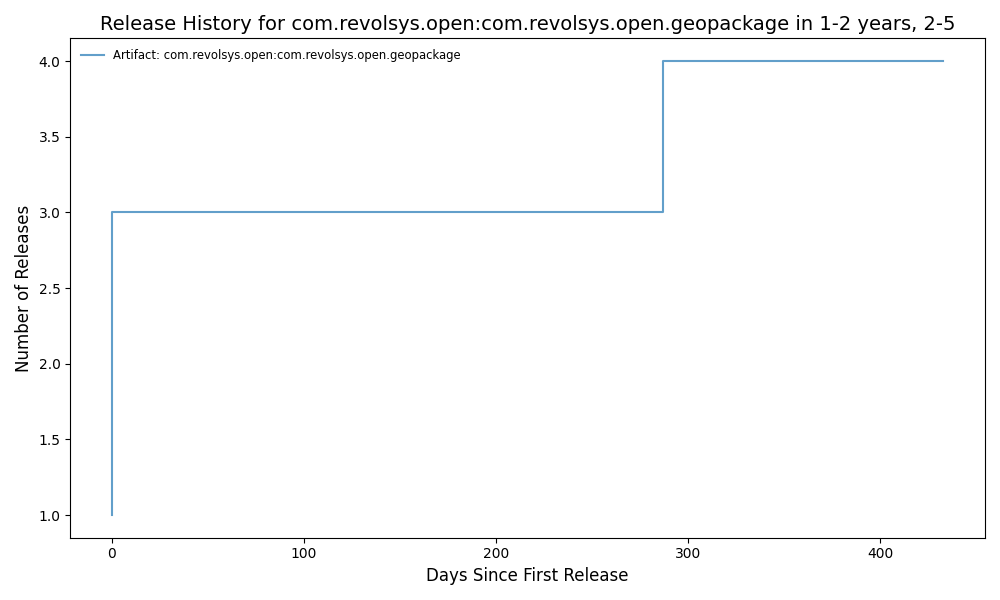 Release History for com.revolsys.open:com.revolsys.open.geopackage in 1-2 years, 2-5
Artifact: com.revolsys.open:com.revolsys.open.geopackage
4.0
3.5
3.0
2.5
2.0
1.5
1.0
Number of Releases
0 100 200 300 400
Days Since First Release